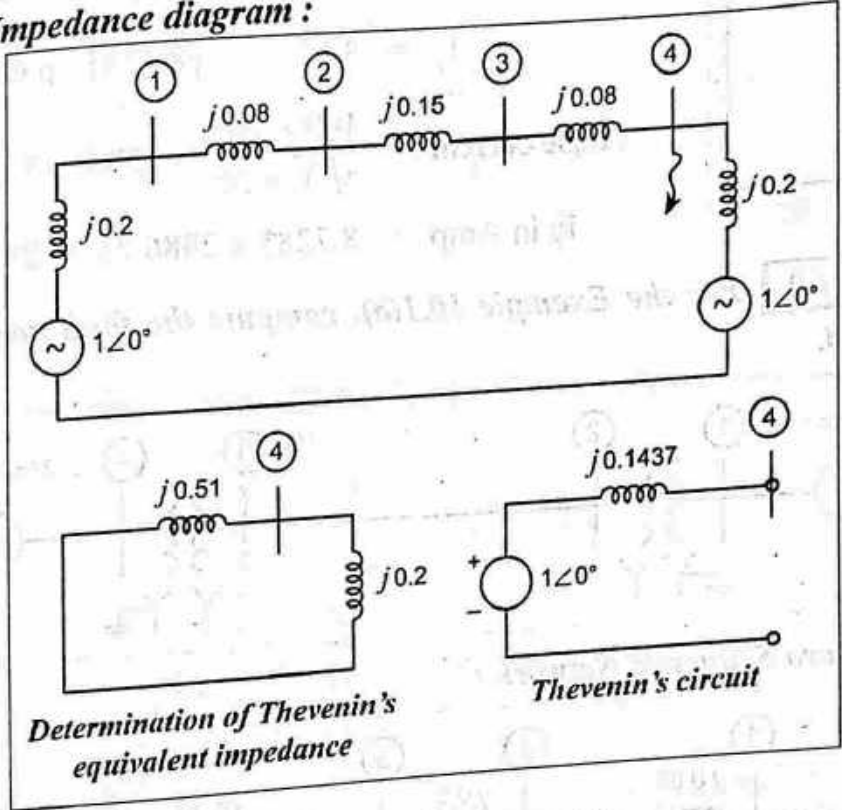 Impedance diagram :
1 2 3 4
j0.08 j0.15 j0.08
j0.2 j0.2
1∠0° 1∠0°
4 4
j0.51 j0.1437
j0.2 + 1∠0° –
Determination of Thevenin's
equivalent impedance
Thevenin's circuit